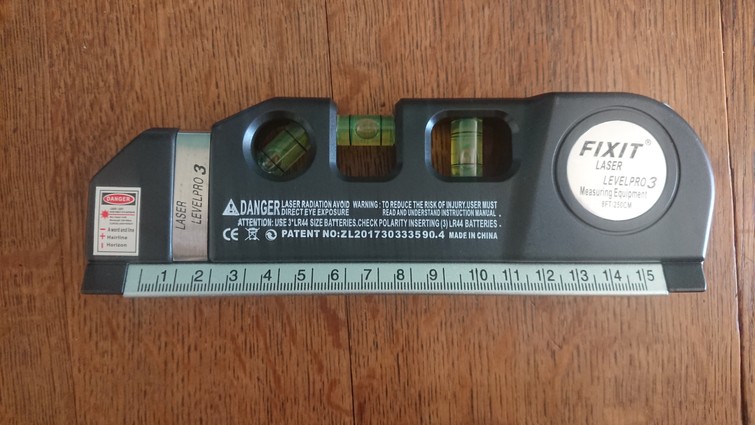 DANGER
LASER
LEVELPRO 3
DANGER LASER RADIATION AVOID WARNING: TO REDUCE THE RISK OF INJURY.USER MUST
DIRECT EYE EXPOSURE READ AND UNDERSTAND INSTRUCTION MANUAL .
ATTENTION: USE 3*LR44 SIZE BATTERIES.CHECK POLARITY INSERTING (3) LR44 BATTERIES .
CE PATENT NO:ZL201730333590.4 MADE IN CHINA
FIXIT®
LASER
LEVELPRO3
Measuring Equipment
8FT-250CM
1 2 3 4 5 6 7 8 9 10 11 12 13 14 15